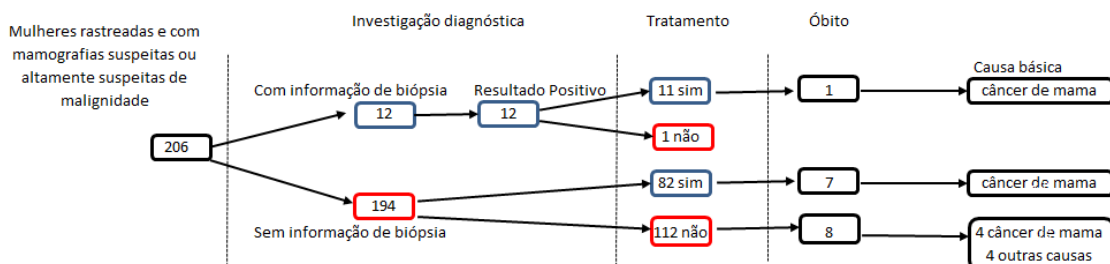 Investigação diagnóstica
Tratamento
Óbito
Mulheres rastreadas e com
mamografias suspeitas ou
altamente suspeitas de
malignidade
Causa básica
Com informação de biópsia
Resultado Positivo
11 sim
1
câncer de mama
12
12
1 não
206
82 sim
7
câncer de mama
194
Sem informação de biópsia
112 não
8
4 câncer de mama
4 outras causas